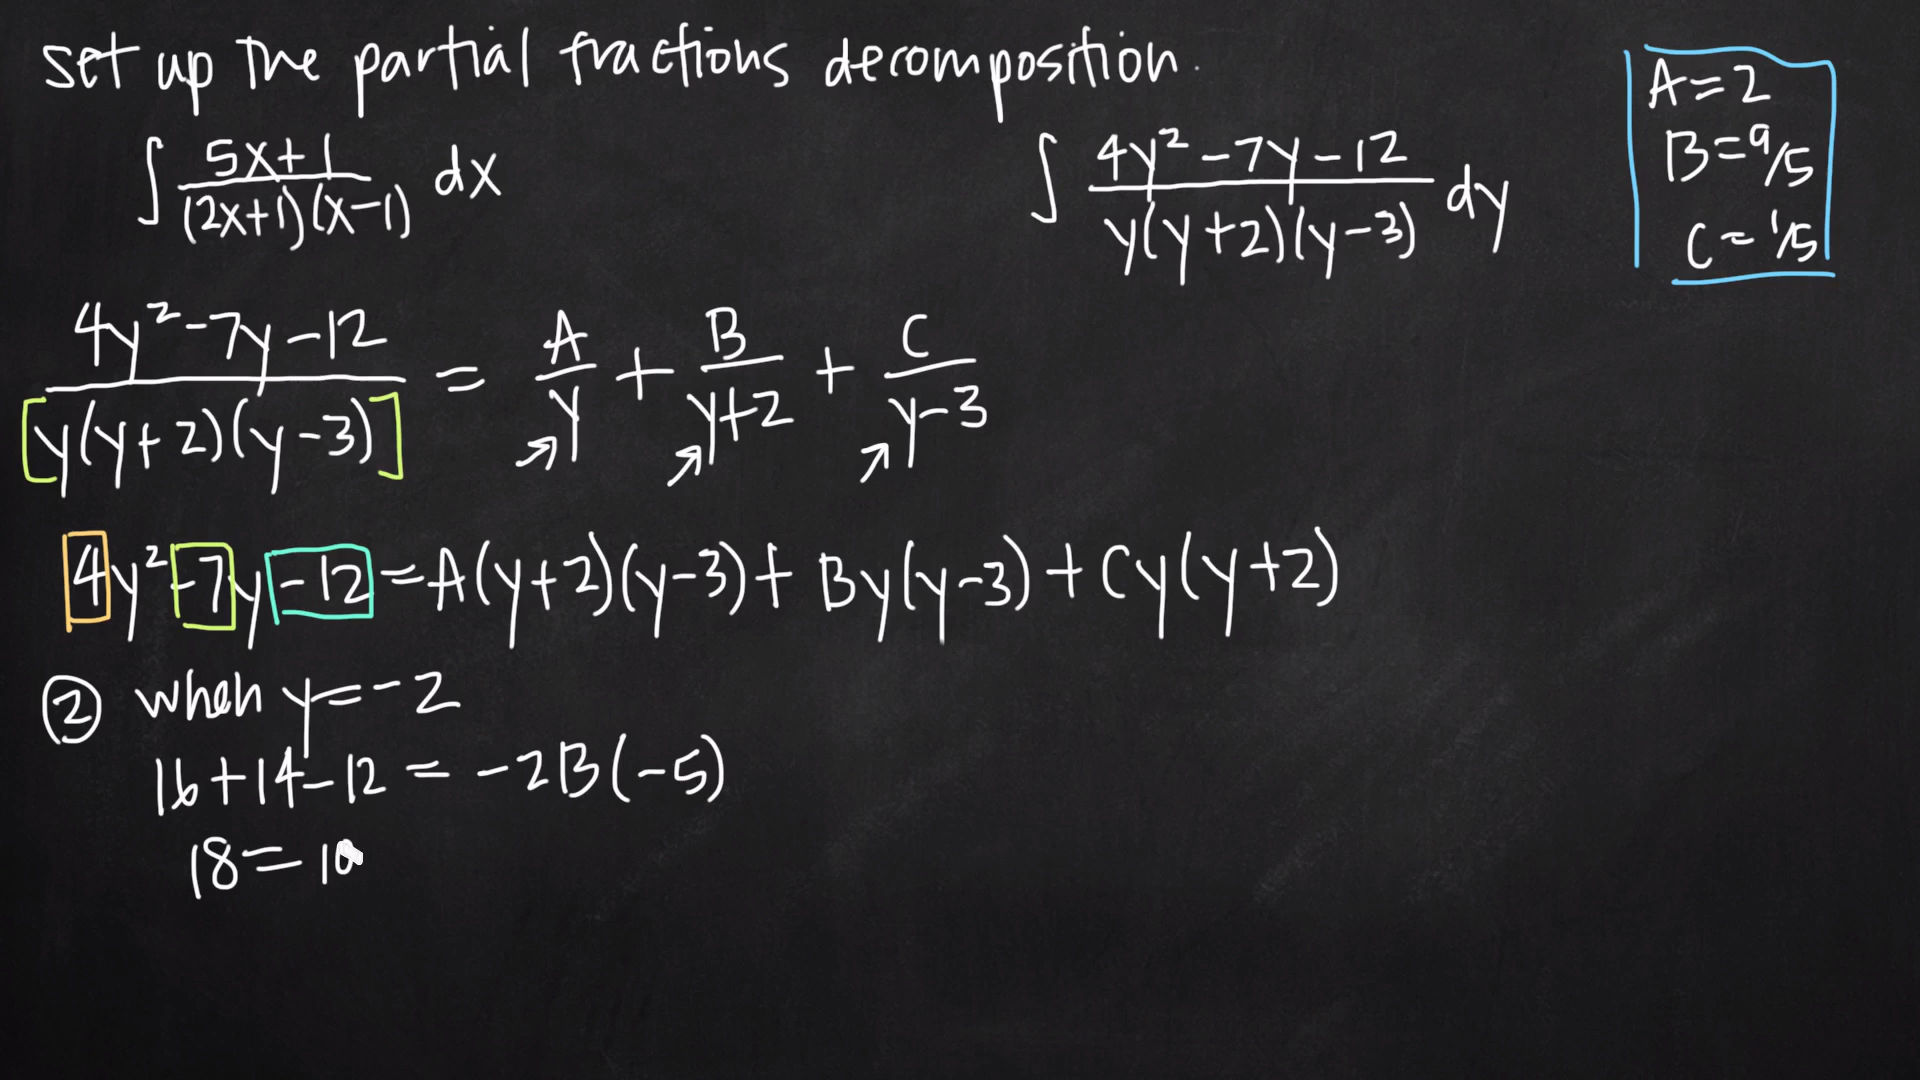 set up the partial fractions decomposition.
∫ 5x+1 / (2x+1)(x-1) dx
∫ 4y² - 7y - 12 / y(y+2)(y-3) dy
A = 2
B = 9/5
C = 1/5
4y² - 7y - 12 / [y(y+2)(y-3)] = A/y + B/y+2 + C/y-3
4y² - 7y - 12 = A(y+2)(y-3) + By(y-3) + Cy(y+2)
② when y = -2
16 + 14 - 12 = -2B(-5)
18 = 10